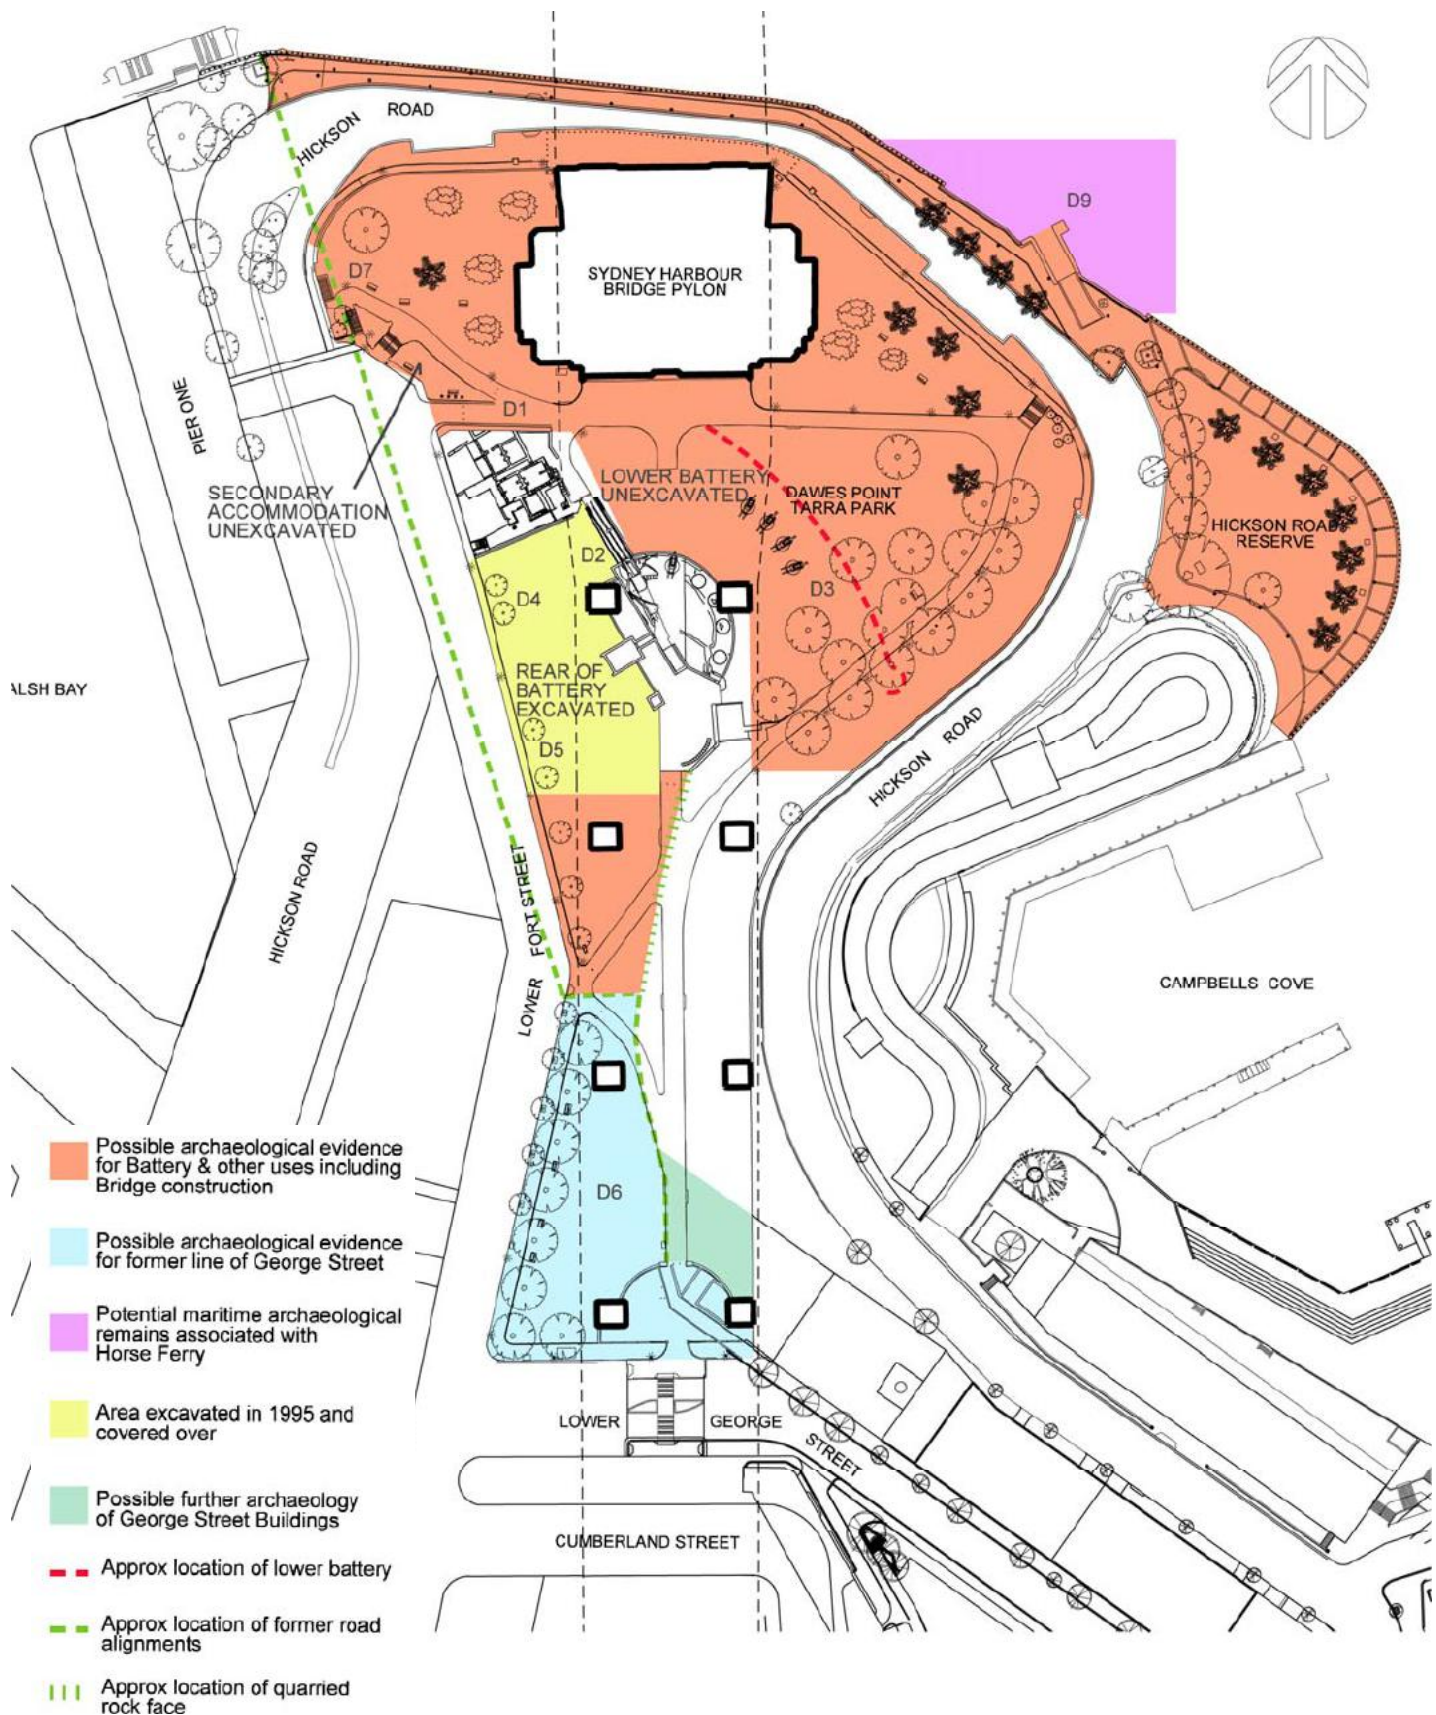 HICKSON
ROAD
D9
SYDNEY HARBOUR
BRIDGE PYLON
D7
PIER ONE
D1
SECONDARY
ACCOMMODATION
UNEXCAVATED
LOWER BATTERY
UNEXCAVATED
DAWES POINT
TARRA PARK
HICKSON ROAD
RESERVE
D2
D4
D3
ALSH BAY
REAR OF
BATTERY
EXCAVATED
D5
HICKSON ROAD
HICKSON ROAD
LOWER FORT STREET
CAMPBELLS COVE
D6
Possible archaeological evidence
for Battery & other uses including
Bridge construction
Possible archaeological evidence
for former line of George Street
Potential maritime archaeological
remains associated with
Horse Ferry
Area excavated in 1995 and
covered over
LOWER GEORGE STREET
Possible further archaeology
of George Street Buildings
CUMBERLAND STREET
Approx location of lower battery
Approx location of former road
alignments
Approx location of quarried
rock face